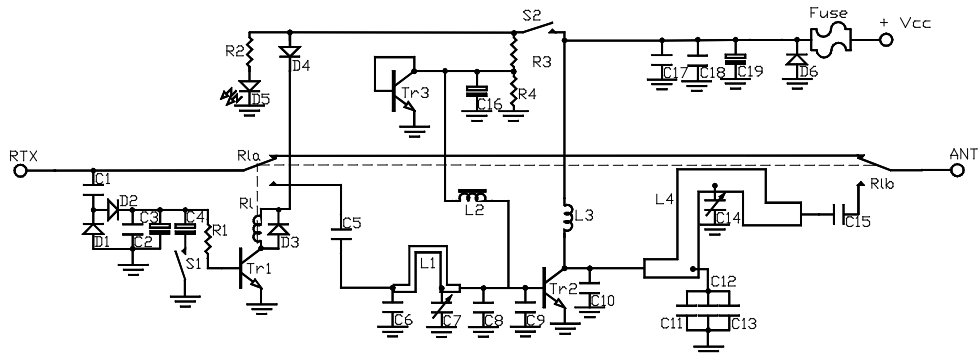 S2
Fuse
+ Vcc
R2
D4
R3
D5
Tr3
C16
R4
C17
C18
C19
D6
RTX
Rla
ANT
Rlb
C1
D2
Rl
L4
C14
C3
C4
C2
D1
R1
D3
C5
L2
L3
C15
S1
Tr1
L1
Tr2
C10
C12
C6
C7
C8
C9
C11
C13